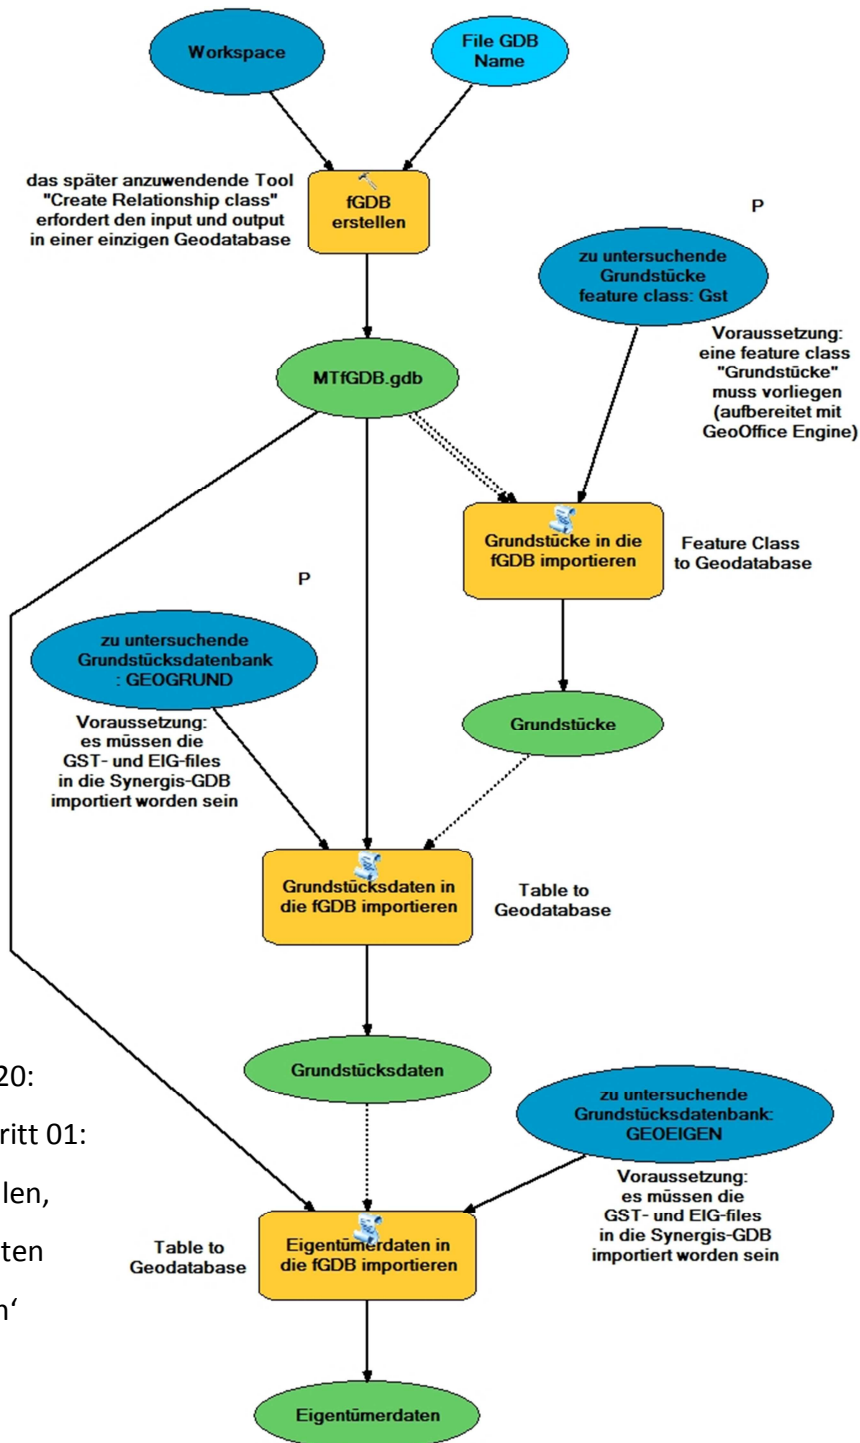 Workspace
File GDB
Name
das später anzuwendende Tool
"Create Relationship class"
erfordert den input und output
in einer einzigen Geodatabase
fGDB
erstellen
P
zu untersuchende
Grundstücke
feature class: Gst
Voraussetzung:
eine feature class
"Grundstücke"
muss vorliegen
(aufbereitet mit
GeoOffice Engine)
MTfGDB.gdb
Grundstücke in die
fGDB importieren
Feature Class
to Geodatabase
P
zu untersuchende
Grundstücksdatenbank
: GEOGRUND
Voraussetzung:
es müssen die
GST- und EIG-files
in die Synergis-GDB
importiert worden sein
Grundstücke
Grundstücksdaten in
die fGDB importieren
Table to
Geodatabase
Grundstücksdaten
20:
ritt 01:
len,
ten
n‘
zu untersuchende
Grundstücksdatenbank:
GEOEIGEN
Voraussetzung:
es müssen die
GST- und EIG-files
in die Synergis-GDB
importiert worden sein
Table to
Geodatabase
Eigentümerdaten in
die fGDB importieren
Eigentümerdaten